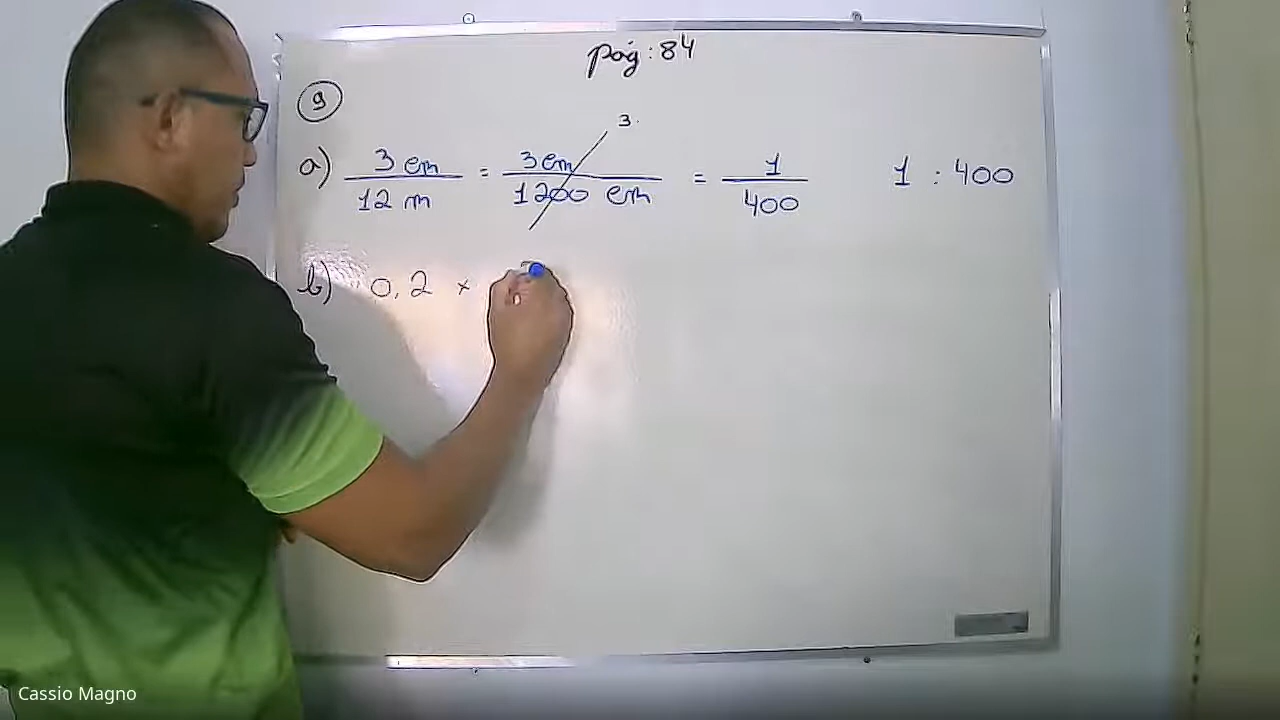 pág: 84
9
a) 3 cm / 12 m = 3 cm / 1200 cm 3. = 1 / 400 1 : 400
b) 0,2 ×
Cassio Magno